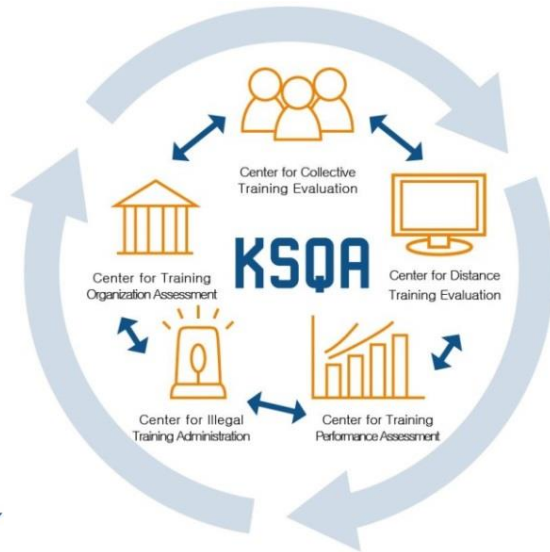 Center for Collective
Training Evaluation
Center for Training
Organization Assessment
KSQA
Center for Distance
Training Evaluation
Center for Illegal
Training Administration
Center for Training
Performance Assessment